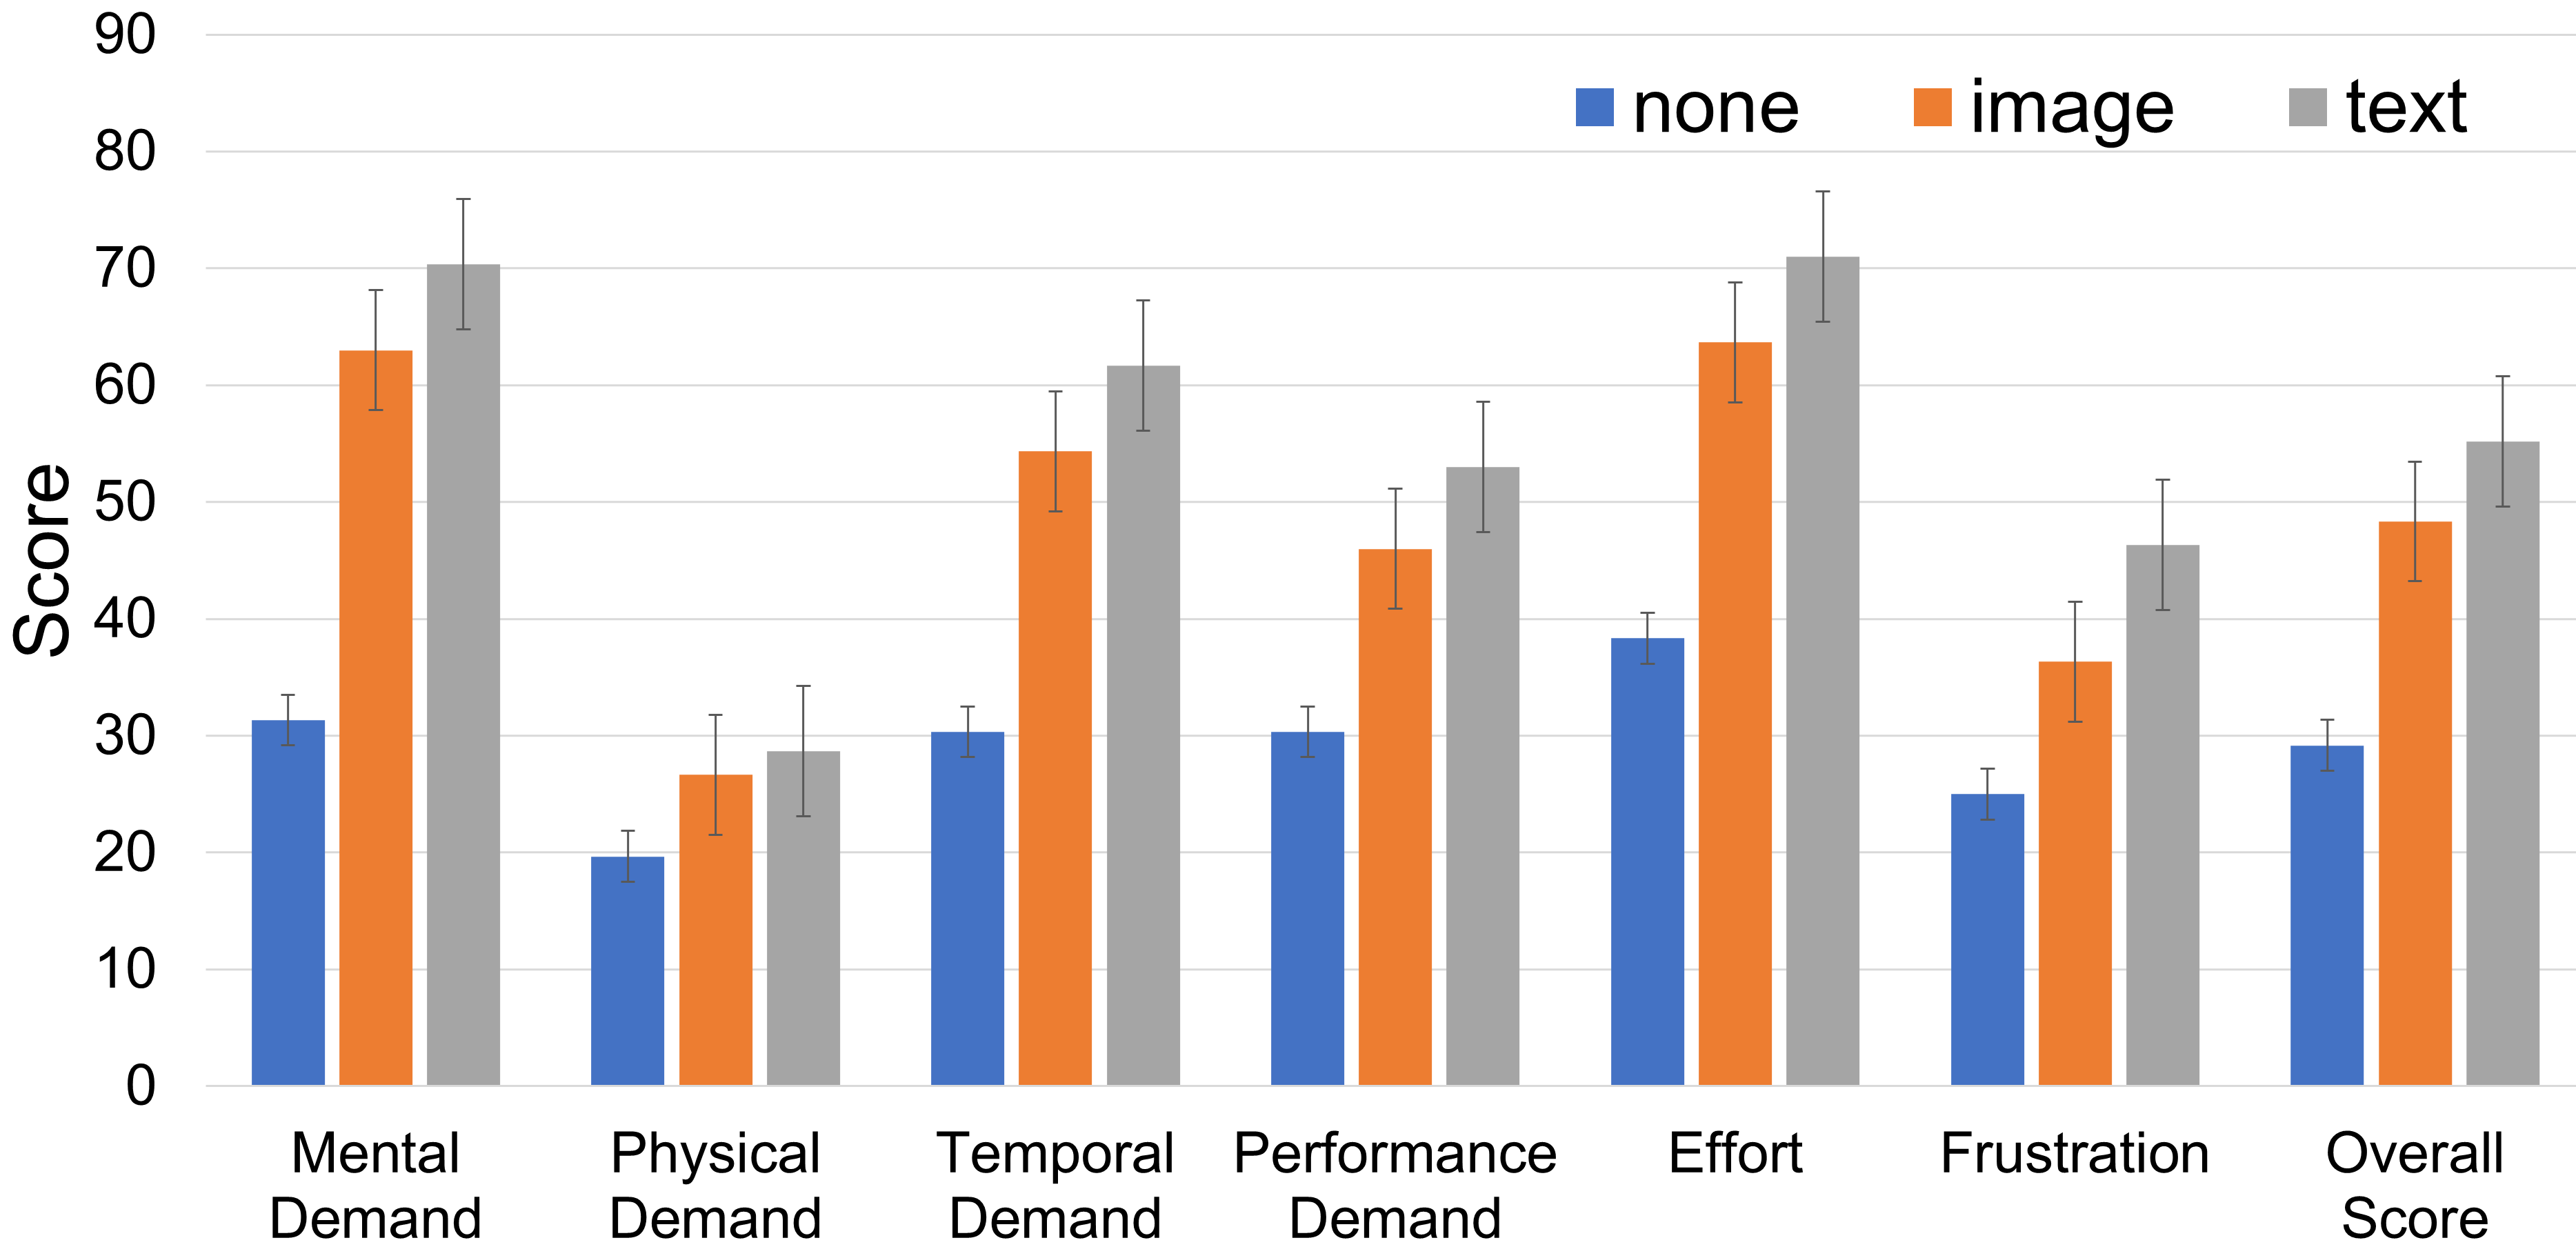 90
none image text
80
70
60
50
40
30
20
10
0
Score
Mental Demand
Physical Demand
Temporal Demand
Performance Demand
Effort
Frustration
Overall Score